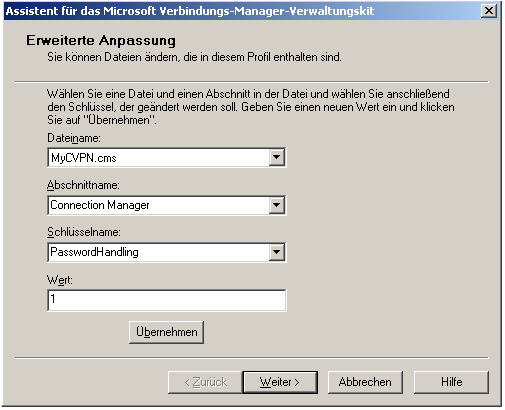 Assistent für das Microsoft Verbindungs-Manager-Verwaltungskit
Erweiterte Anpassung
Sie können Dateien ändern, die in diesem Profil enthalten sind.
Wählen Sie eine Datei und einen Abschnitt in der Datei und wählen Sie anschließend
den Schlüssel, der geändert werden soll. Geben Sie einen neuen Wert ein und klicken
Sie auf "Übernehmen".
Dateiname:
MyCVPN.cms
Abschnittname:
Connection Manager
Schlüsselname:
PasswordHandling
Wert:
1
Übernehmen
< Zurück
Weiter >
Abbrechen
Hilfe